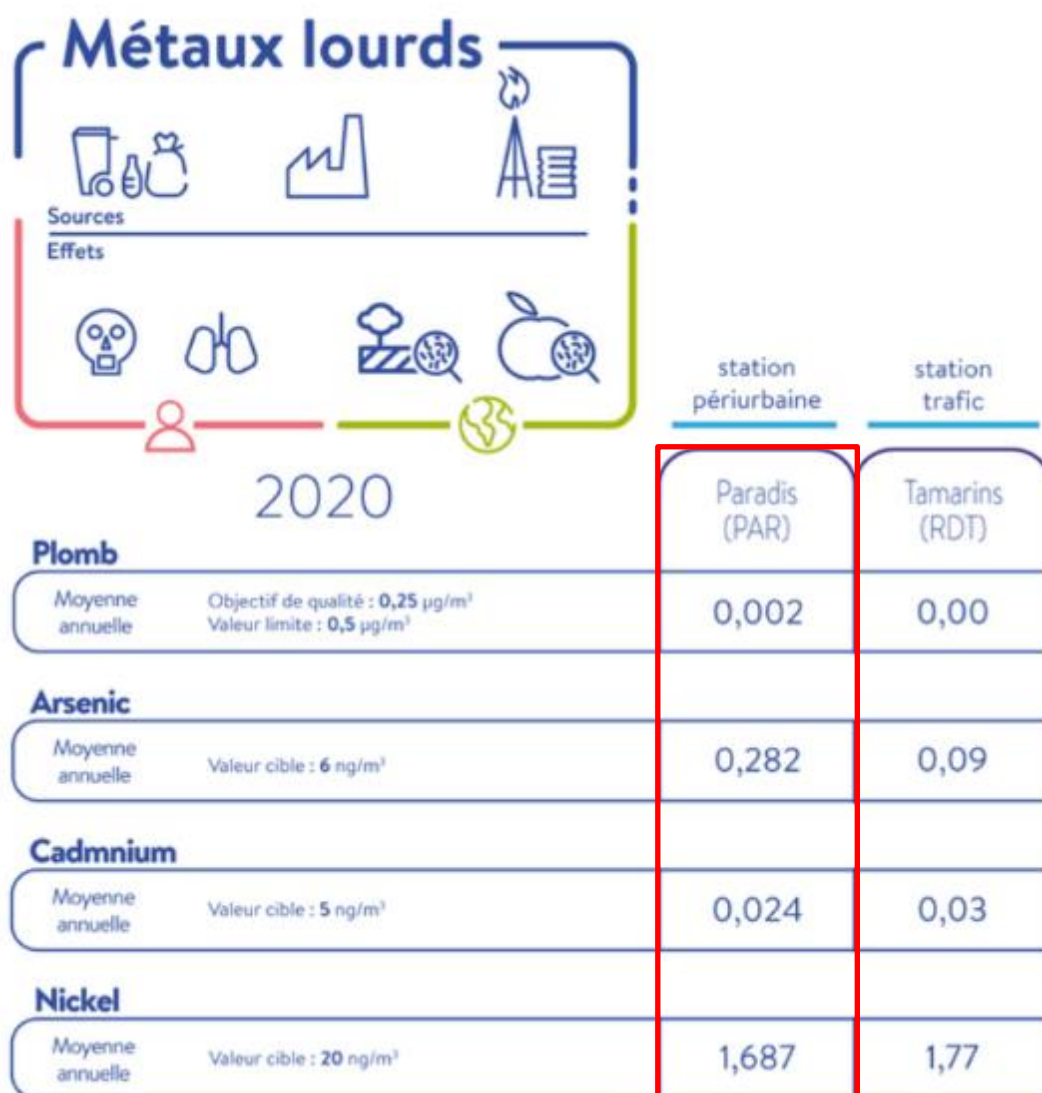 Métaux lourds
Sources
Effets
station
périurbaine
station
trafic
2020
Paradis
(PAR)
Tamarins
(RDT)
Plomb
Moyenne
annuelle
Objectif de qualité : 0,25 µg/m³
Valeur limite : 0,5 µg/m³
0,002
0,00
Arsenic
Moyenne
annuelle
Valeur cible : 6 ng/m³
0,282
0,09
Cadmnium
Moyenne
annuelle
Valeur cible : 5 ng/m³
0,024
0,03
Nickel
Moyenne
annuelle
Valeur cible : 20 ng/m³
1,687
1,77